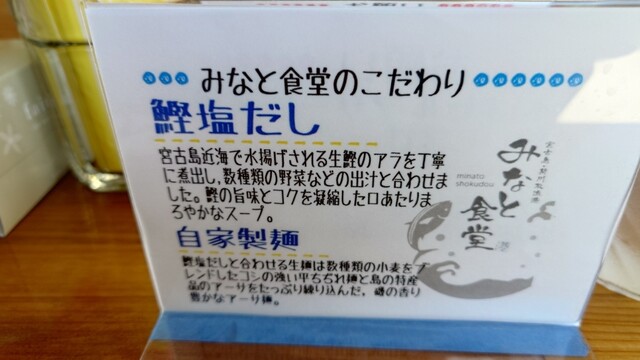 みなと食堂のこだわり
鰹塩だし
宮古島近海で水揚げされる生鰹のアラを丁寧
に煮出し,数種類の野菜などの出汁と合わせま
した。鰹の旨味とコクを凝縮した口あたりま
ろやかなスープ。
自家製麺
鰹塩だしと合わせる生麺は数種類の小麦をブ
レンドしたコシの強い平ちぢれ麺と島の特産
品のアーサをたっぷり練り込んだ、磯の香り
豊かなアーサ麺。
みなと
食堂
minato
shokudou